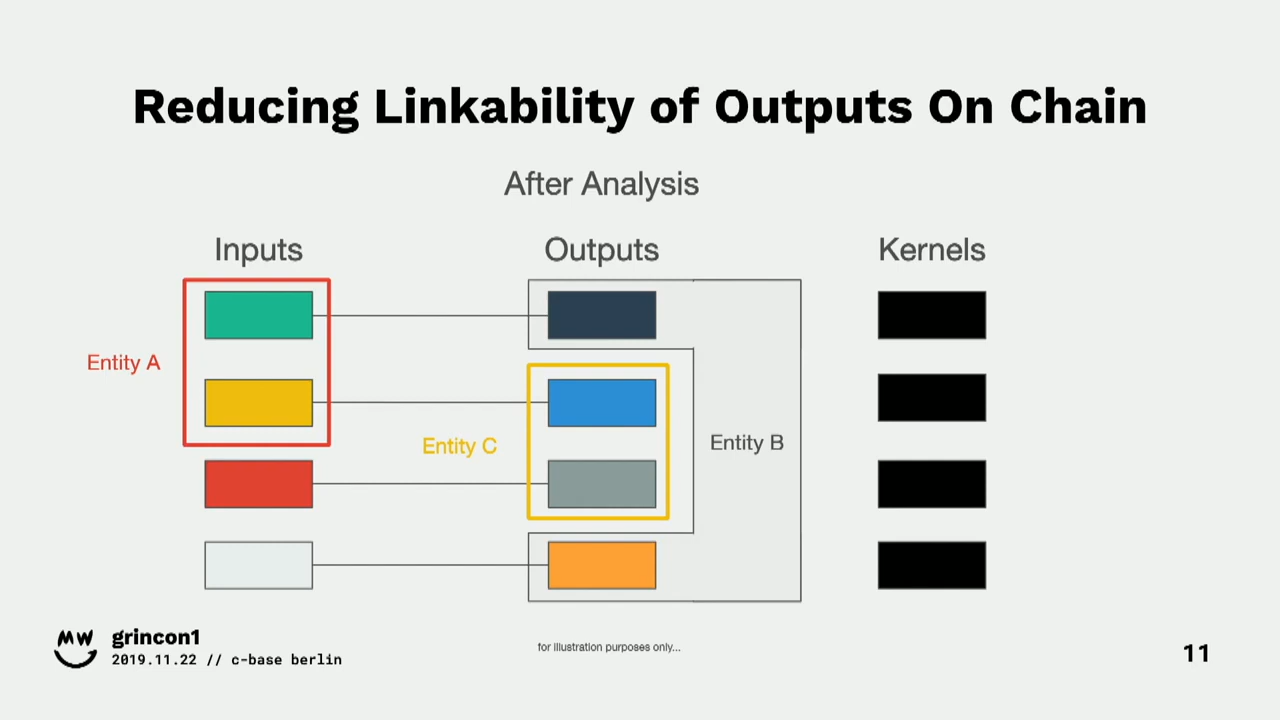 Reducing Linkability of Outputs On Chain
After Analysis
Inputs
Outputs
Kernels
Entity A
Entity C
Entity B
MW
grincon1
2019.11.22 // c-base berlin
for illustration purposes only...
11